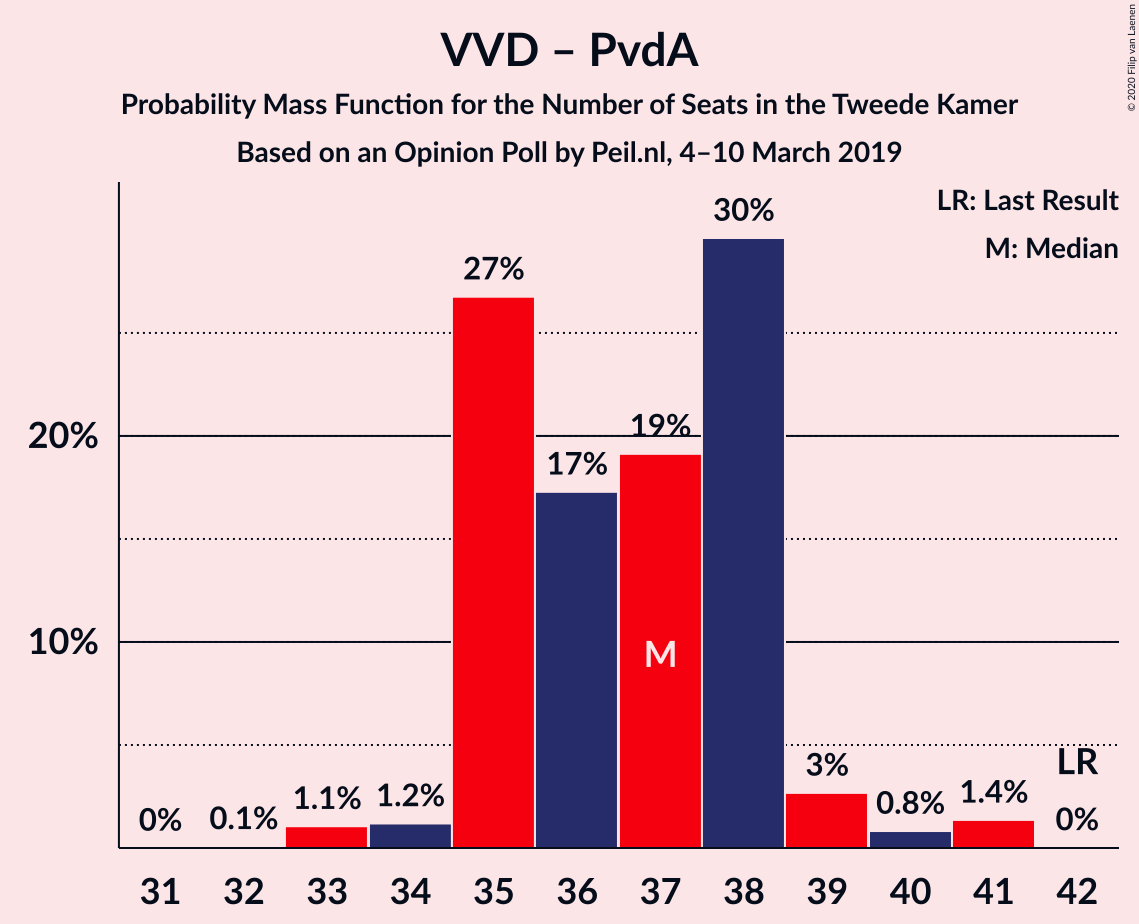 VVD – PvdA
Probability Mass Function for the Number of Seats in the Tweede Kamer
Based on an Opinion Poll by Peil.nl, 4–10 March 2019
© 2020 Filip van Laenen
LR: Last Result
M: Median
20%
10%
0%
0.1%
1.1%
1.2%
27%
17%
19%
M
30%
3%
0.8%
1.4%
LR
0%
31 32 33 34 35 36 37 38 39 40 41 42